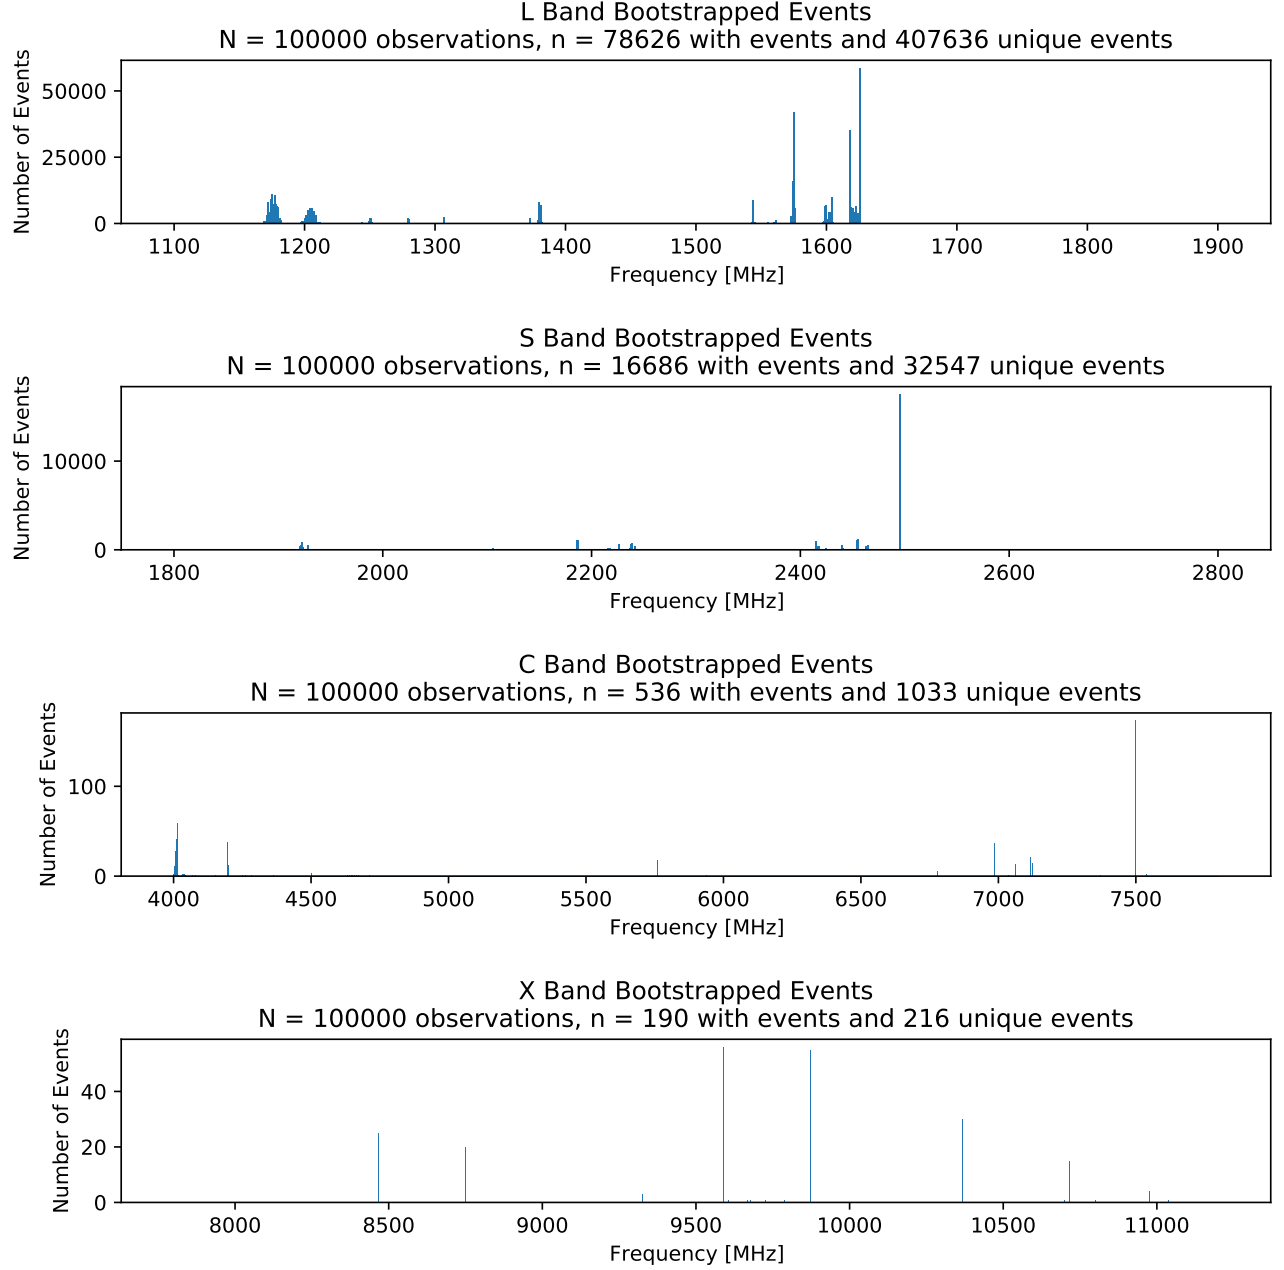 L Band Bootstrapped Events
N = 100000 observations, n = 78626 with events and 407636 unique events
Number of Events
50000
25000
0
1100 1200 1300 1400 1500 1600 1700 1800 1900
Frequency [MHz]
S Band Bootstrapped Events
N = 100000 observations, n = 16686 with events and 32547 unique events
Number of Events
10000
0
1800 2000 2200 2400 2600 2800
Frequency [MHz]
C Band Bootstrapped Events
N = 100000 observations, n = 536 with events and 1033 unique events
Number of Events
100
0
4000 4500 5000 5500 6000 6500 7000 7500
Frequency [MHz]
X Band Bootstrapped Events
N = 100000 observations, n = 190 with events and 216 unique events
Number of Events
40
20
0
8000 8500 9000 9500 10000 10500 11000
Frequency [MHz]